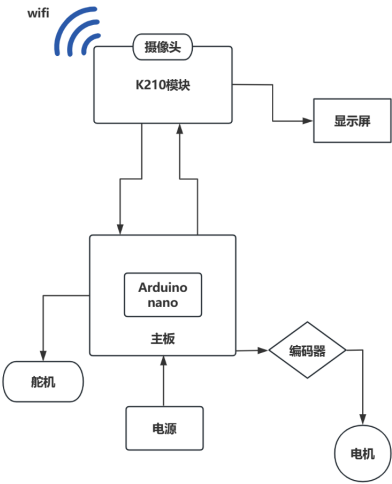 wifi
摄像头
K210模块
显示屏
Arduino
nano
主板
编码器
舵机
电源
电机